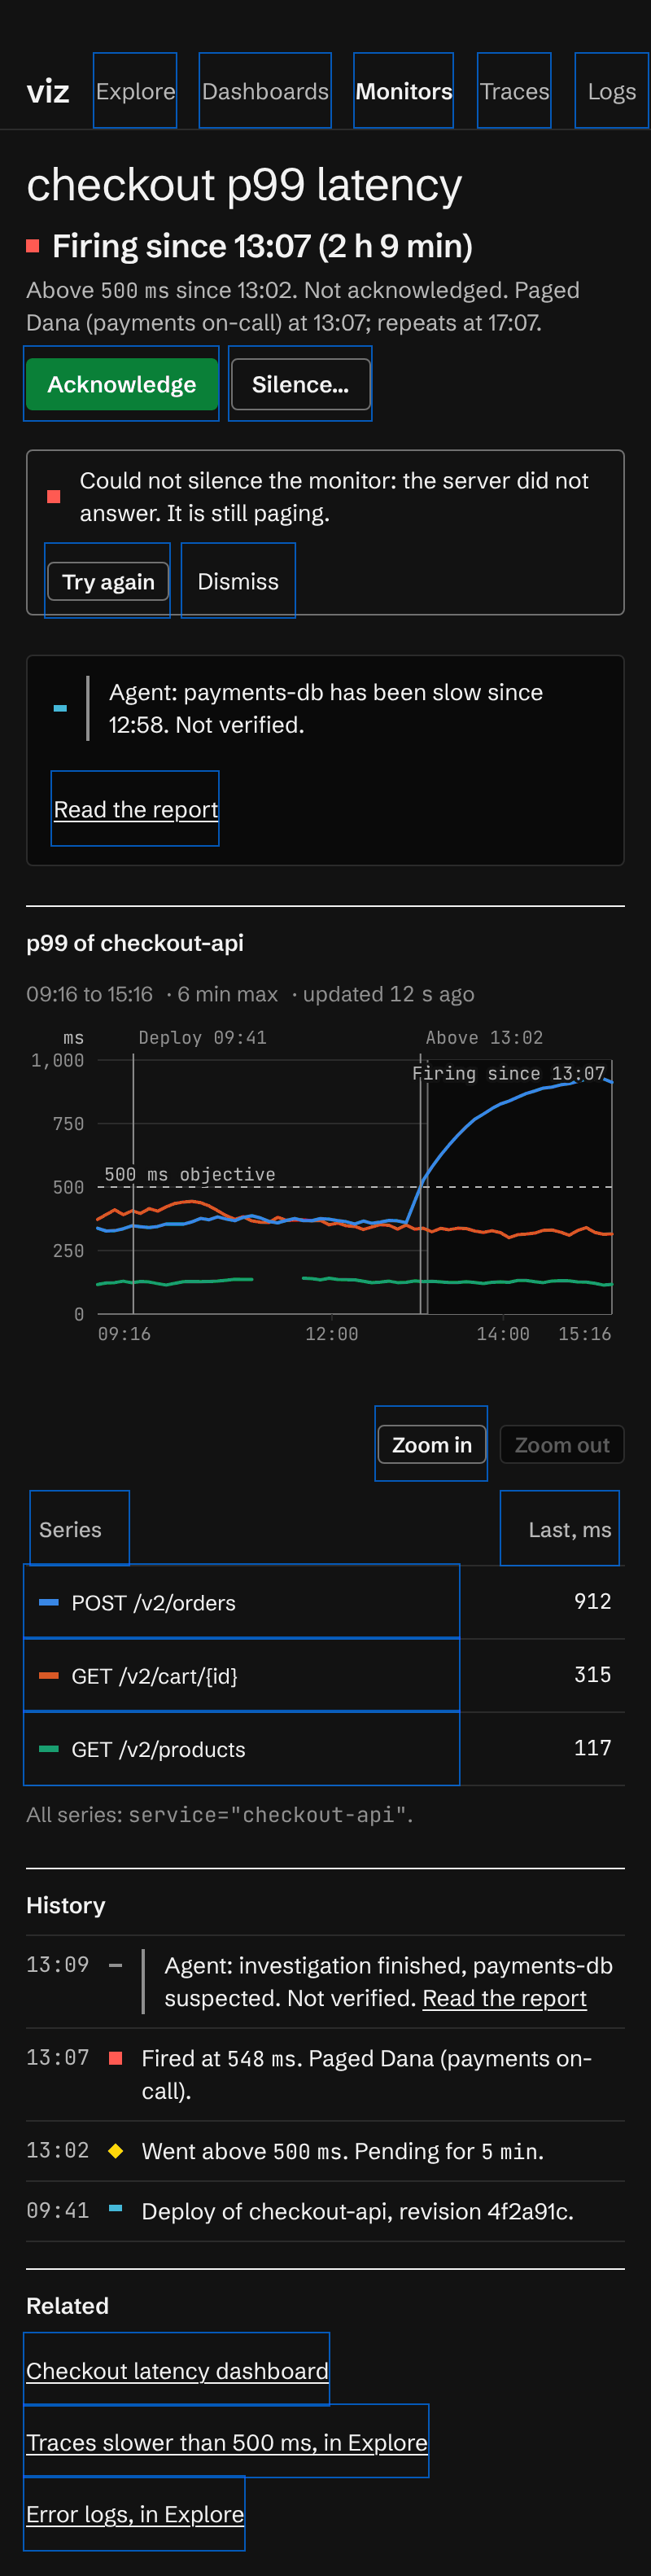 viz Explore Dashboards Monitors Traces Logs
checkout p99 latency
Firing since 13:07 (2 h 9 min)
Above 500 ms since 13:02. Not acknowledged. Paged
Dana (payments on-call) at 13:07; repeats at 17:07.
Acknowledge Silence...
Could not silence the monitor: the server did not
answer. It is still paging.
Try again Dismiss
Agent: payments-db has been slow since
12:58. Not verified.
Read the report
p99 of checkout-api
09:16 to 15:16 · 6 min max · updated 12 s ago
ms Deploy 09:41 Above 13:02
1,000
Firing since 13:07
750
500 ms objective
500
250
0
09:16 12:00 14:00 15:16
Zoom in Zoom out
Series Last, ms
POST /v2/orders 912
GET /v2/cart/{id} 315
GET /v2/products 117
All series: service="checkout-api".
History
13:09 Agent: investigation finished, payments-db
suspected. Not verified. Read the report
13:07 Fired at 548 ms. Paged Dana (payments on-
call).
13:02 Went above 500 ms. Pending for 5 min.
09:41 Deploy of checkout-api, revision 4f2a91c.
Related
Checkout latency dashboard
Traces slower than 500 ms, in Explore
Error logs, in Explore